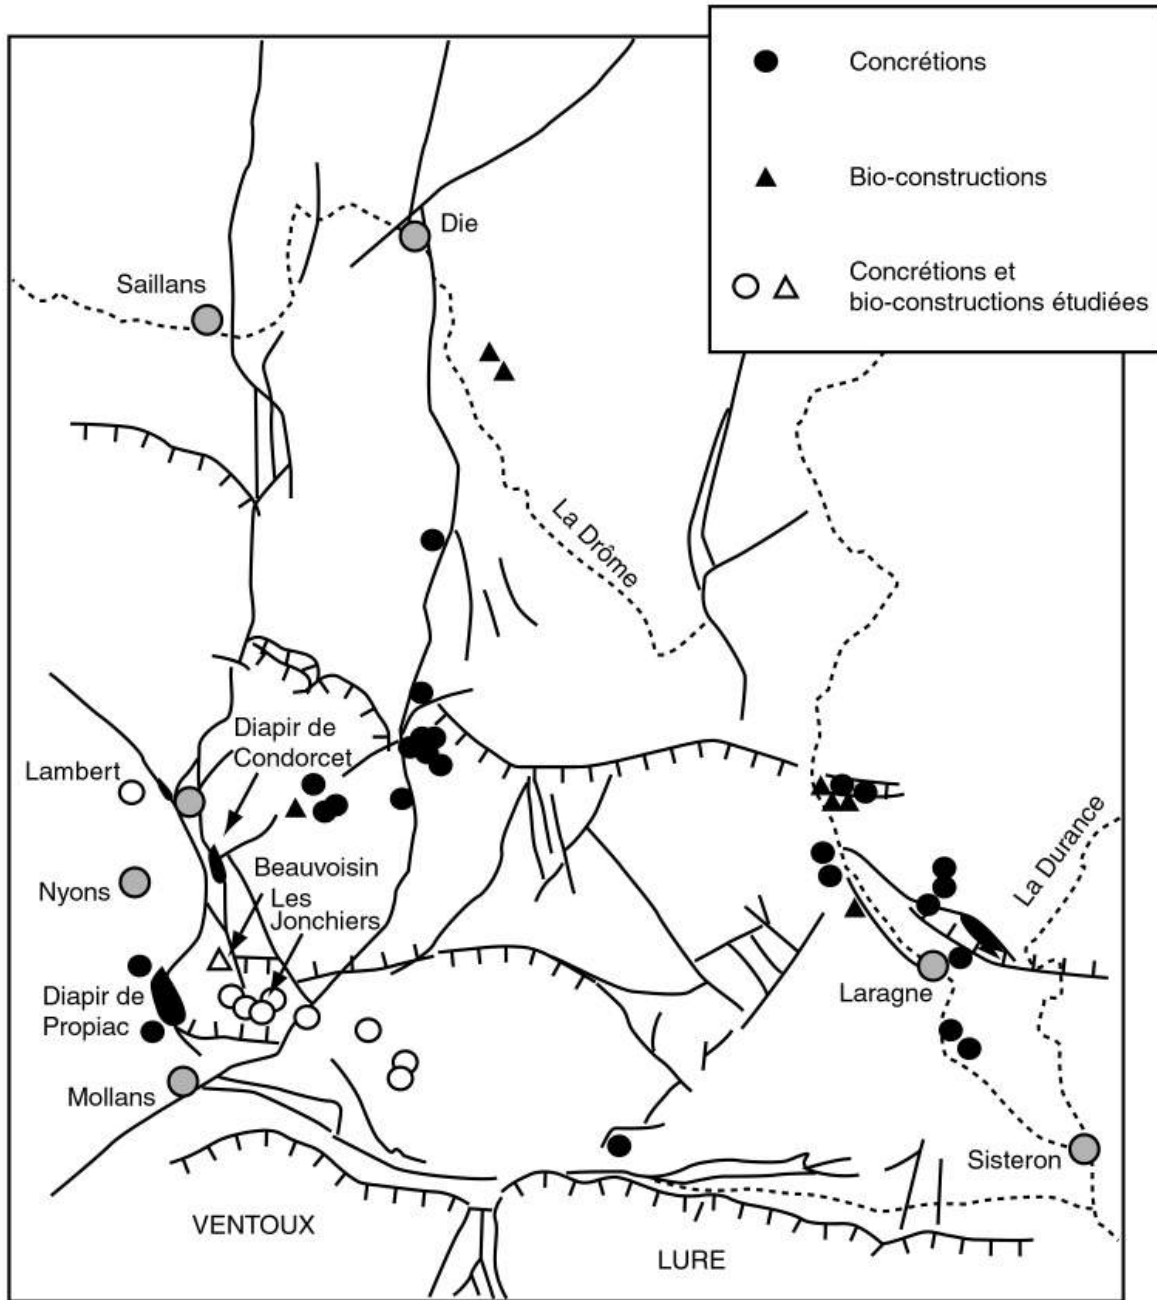 Concrétions
Bio-constructions
Concrétions et
bio-constructions étudiées
Die
Saillans
La Drôme
Diapir de
Condorcet
Lambert
Beauvoisin
Les
Jonchiers
Nyons
La Durance
Diapir de
Propiac
Laragne
Mollans
Sisteron
VENTOUX
LURE